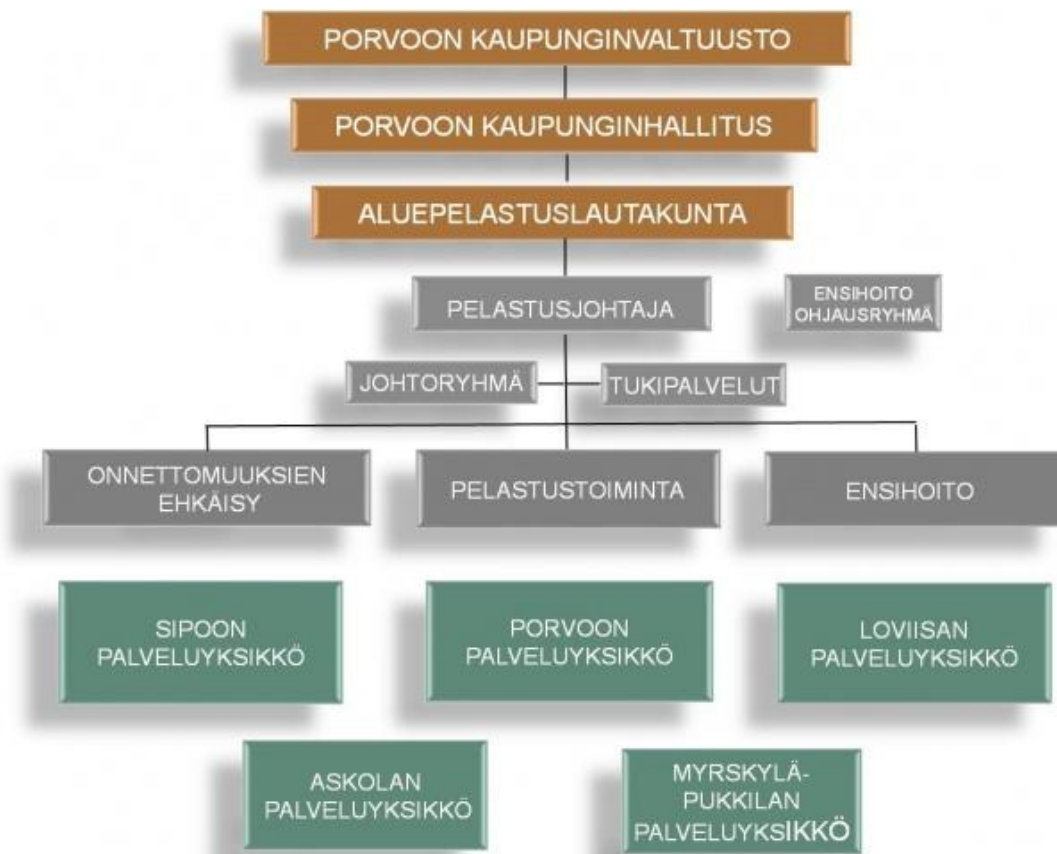 PORVOON KAUPUNGINVALTUUSTO
PORVOON KAUPUNGINHALLITUS
ALUEPELASTUSLAUTAKUNTA
PELASTUSJOHTAJA
ENSIHOITO
OHJAUSRYHMÄ
JOHTORYHMÄ
TUKIPALVELUT
ONNETTOMUUKSIEN
EHKÄISY
PELASTUSTOIMINTA
ENSIHOITO
SIPOON
PALVELUYKSIKKÖ
PORVOON
PALVELUYKSIKKÖ
LOVIISAN
PALVELUYKSIKKÖ
ASKOLAN
PALVELUYKSIKKÖ
MYRSKYLÄ-
PUKKILAN
PALVELUYKSIKKÖ